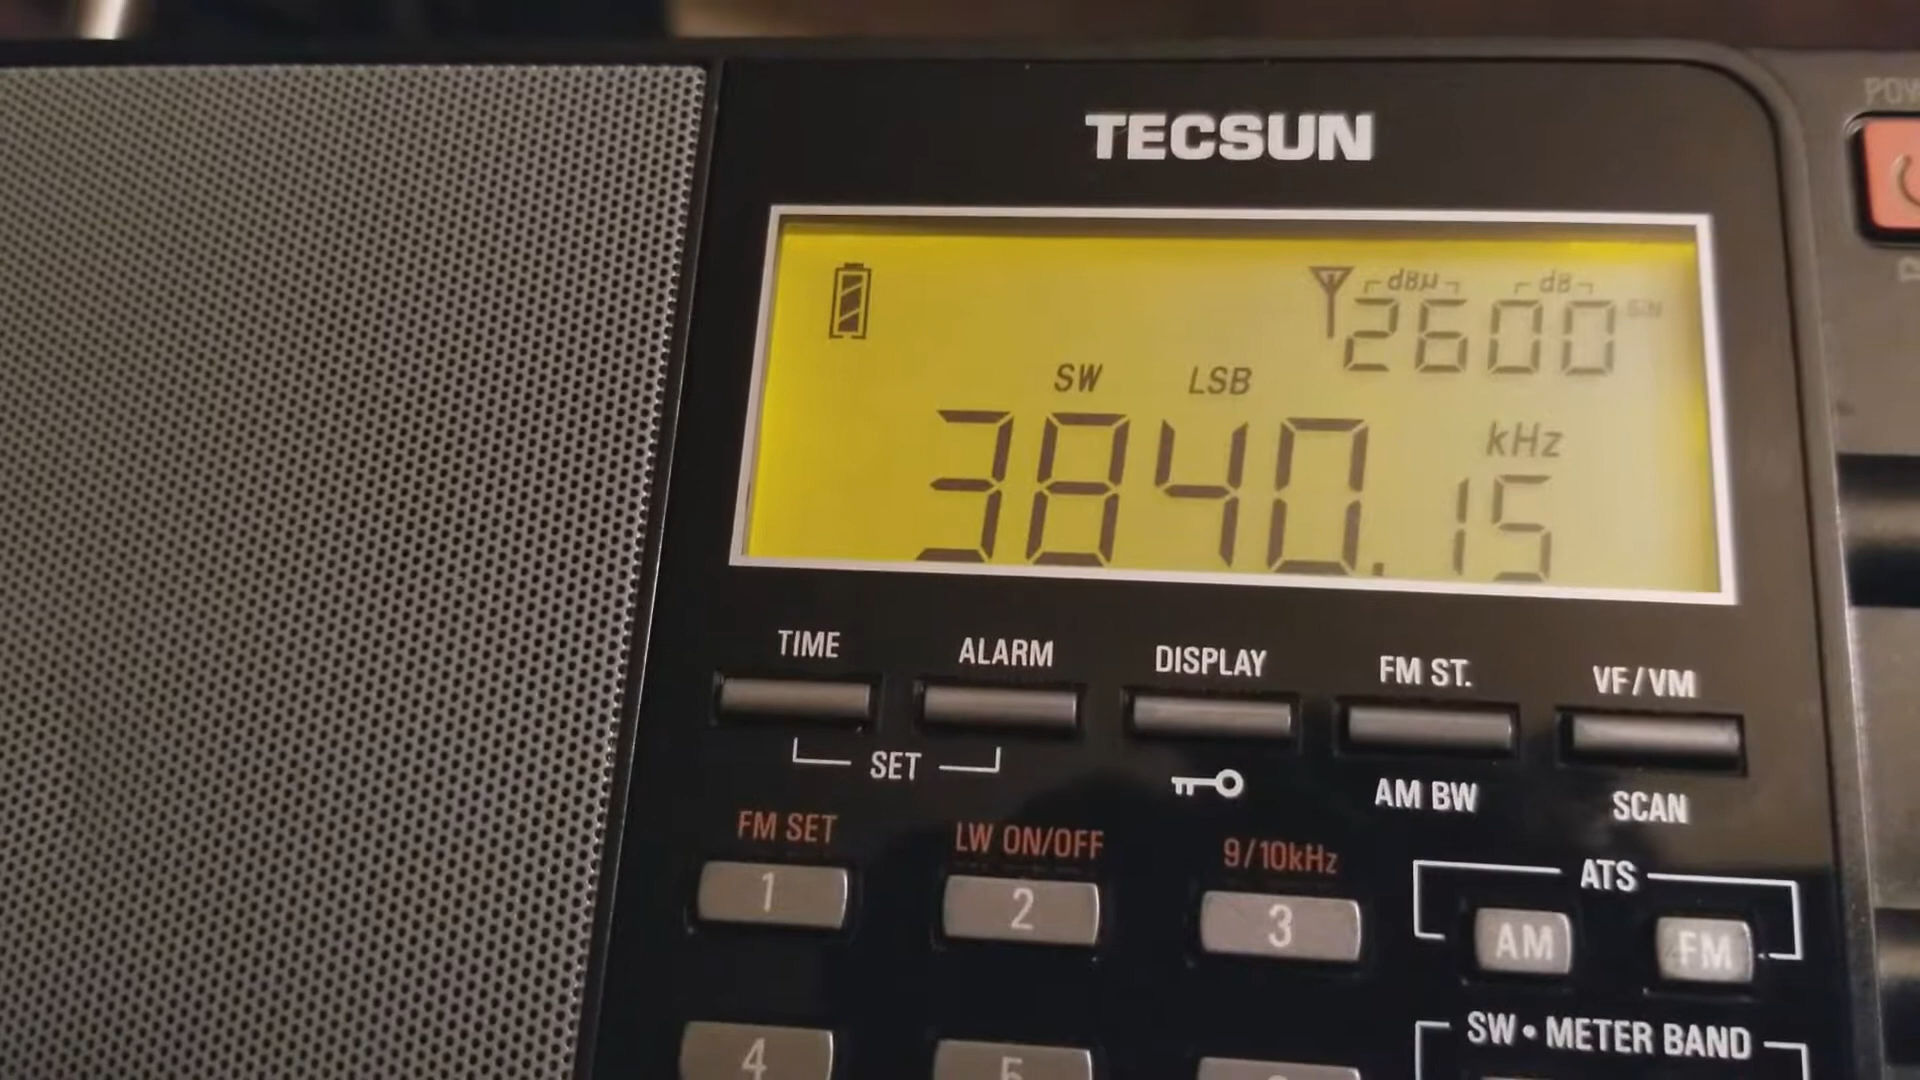 TECSUN
POW
dBµ dB
2600 S/N
SW LSB
kHz
3840.15
TIME ALARM DISPLAY FM ST. VF/VM
SET AM BW SCAN
FM SET LW ON/OFF 9/10kHz ATS
1 2 3 AM FM
SW • METER BAND
4 5